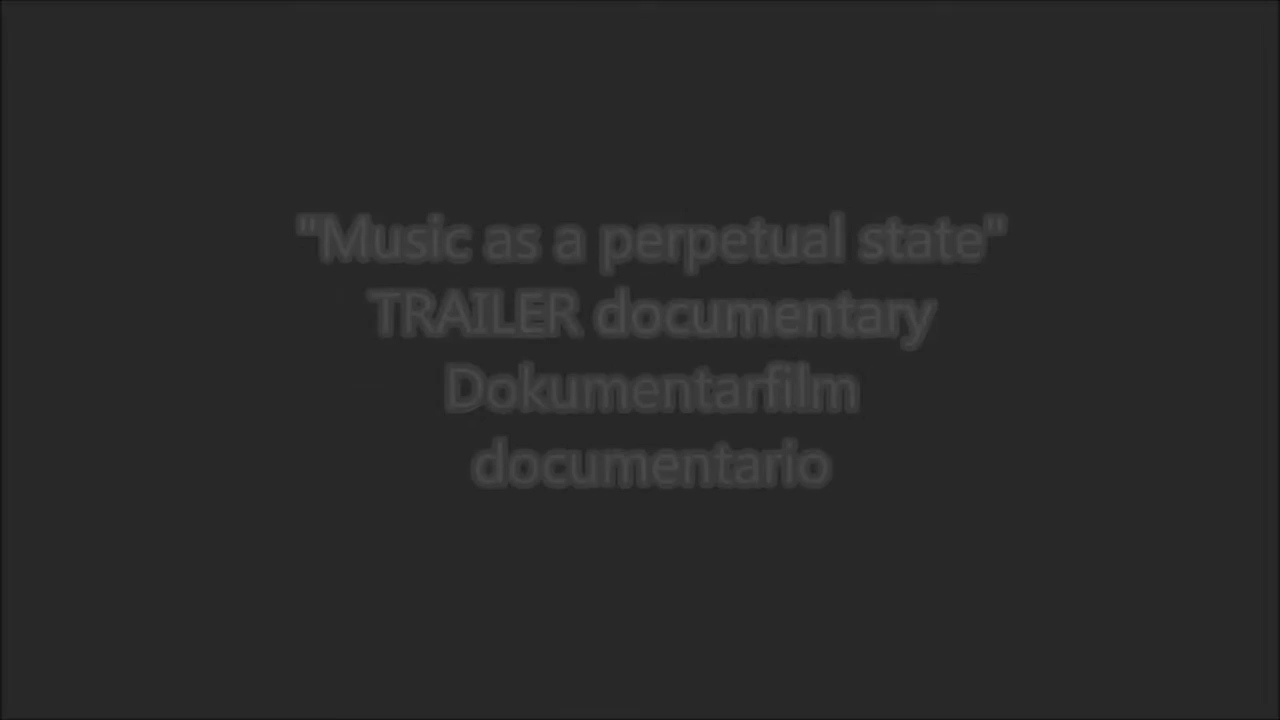 "Music as a perpetual state"
TRAILER documentary
Dokumentarfilm
documentario